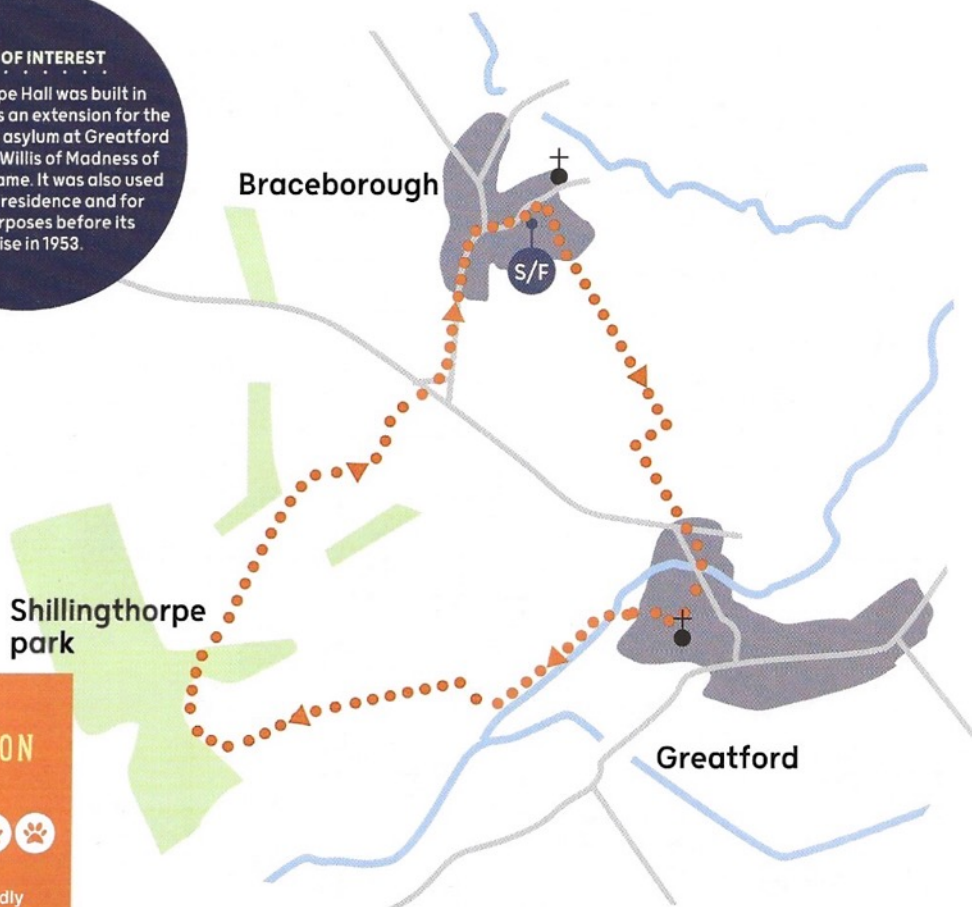 OF INTEREST
pe Hall was built in
s an extension for the
asylum at Greatford
Willis of Madness of
ame. It was also used
residence and for
rposes before its
ise in 1953.
Braceborough
S/F
Shillingthorpe
park
Greatford
ON
dly